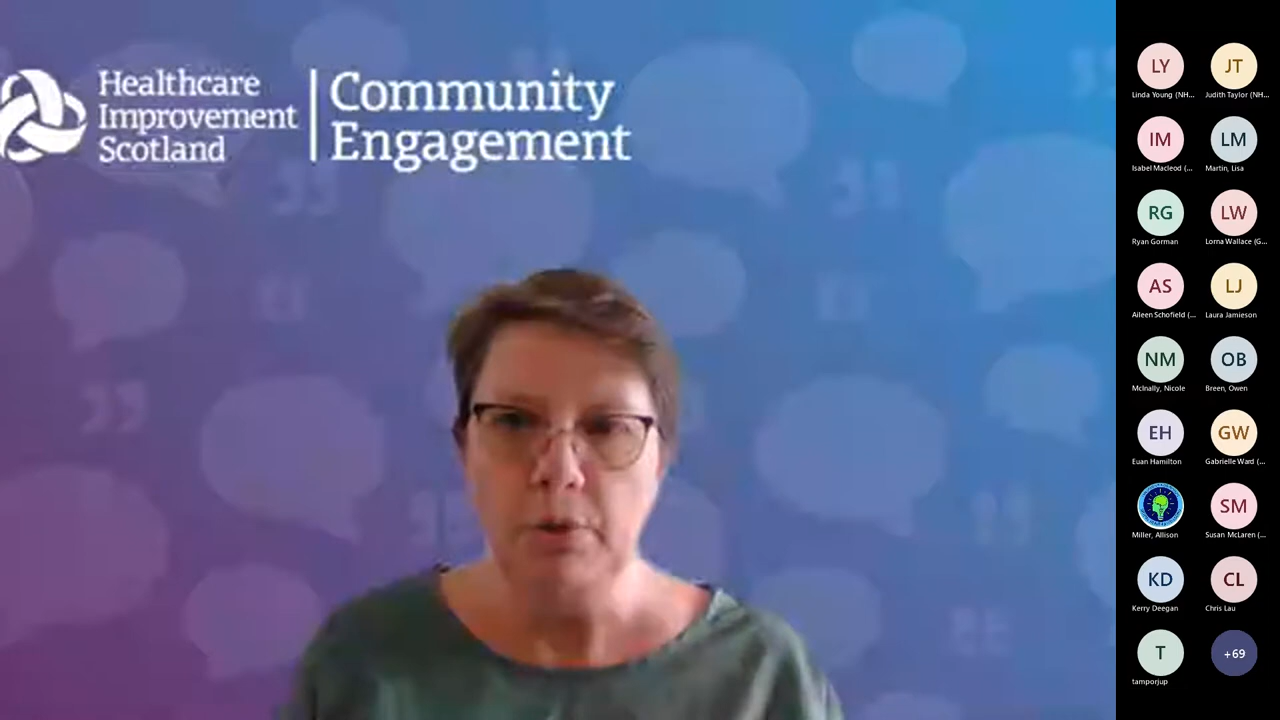 Healthcare
Improvement
Scotland
Community
Engagement
LY
JT
Linda Young (NH...
Judith Taylor (NH...
IM
LM
Isabel Macleod (...
Martin, Lisa
RG
LW
Ryan Gorman
Lorna Wallace (G...
AS
LJ
Aileen Schofield (...
Laura Jamieson
NM
OB
McInally, Nicole
Breen, Owen
EH
GW
Euan Hamilton
Gabrielle Ward (...
SM
Miller, Allison
Susan McLaren (...
KD
CL
Kerry Deegan
Chris Lau
T
+69
tamporjup